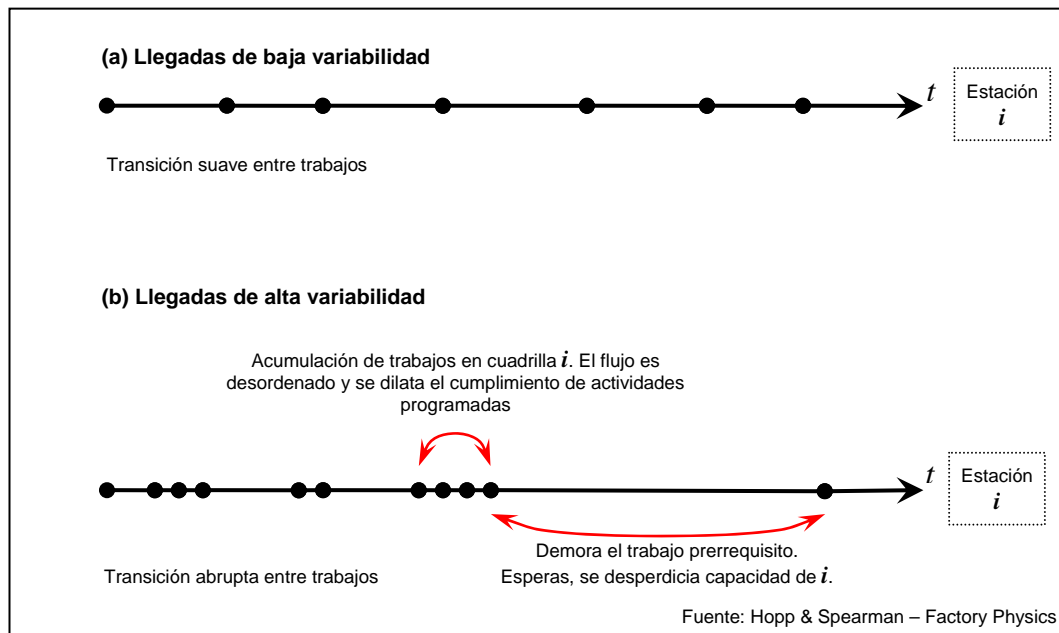 (a) Llegadas de baja variabilidad
t
Estación
i
Transición suave entre trabajos
(b) Llegadas de alta variabilidad
Acumulación de trabajos en cuadrilla i. El flujo es
desordenado y se dilata el cumplimiento de actividades
programadas
t
Estación
i
Demora el trabajo prerrequisito.
Esperas, se desperdicia capacidad de i.
Transición abrupta entre trabajos
Fuente: Hopp & Spearman – Factory Physics